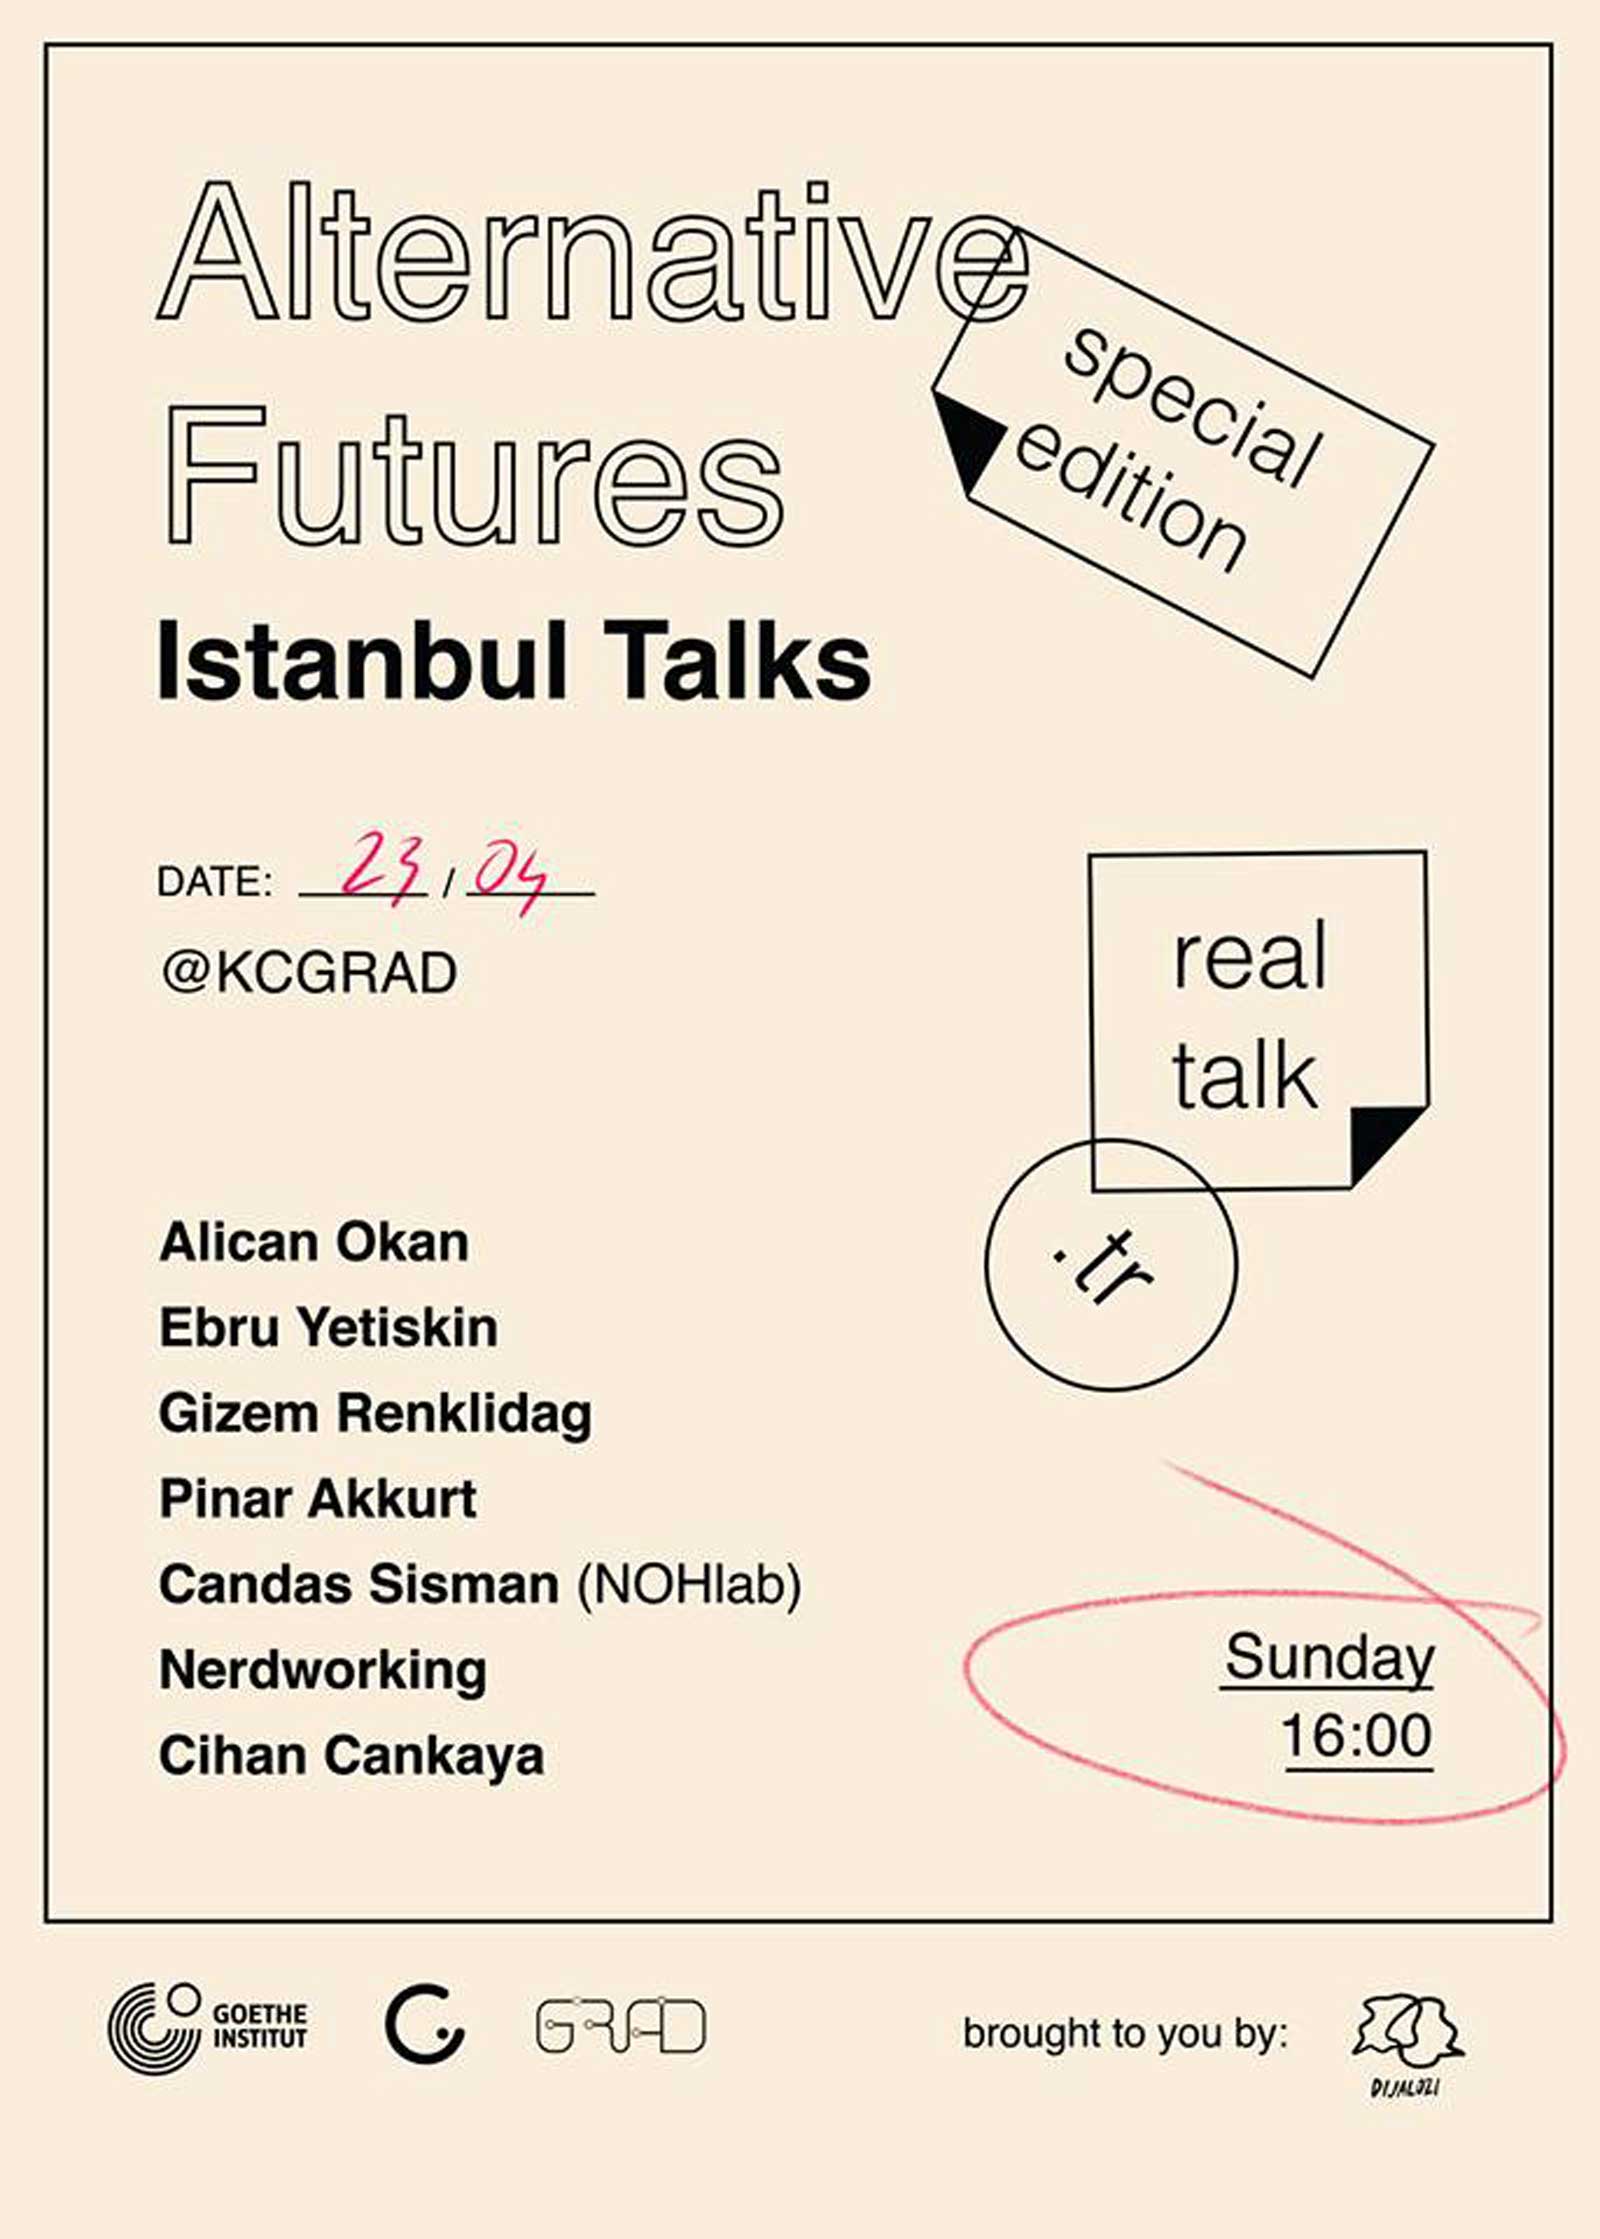 Alternative
Futures
special
edition
Istanbul Talks
DATE: 23 / 04
@KCGRAD
real
talk
.tr
Alican Okan
Ebru Yetiskin
Gizem Renklidag
Pinar Akkurt
Candas Sisman (NOHlab)
Nerdworking
Cihan Cankaya
Sunday
16:00
GOETHE
INSTITUT
GRAD
brought to you by:
DIJALOZI